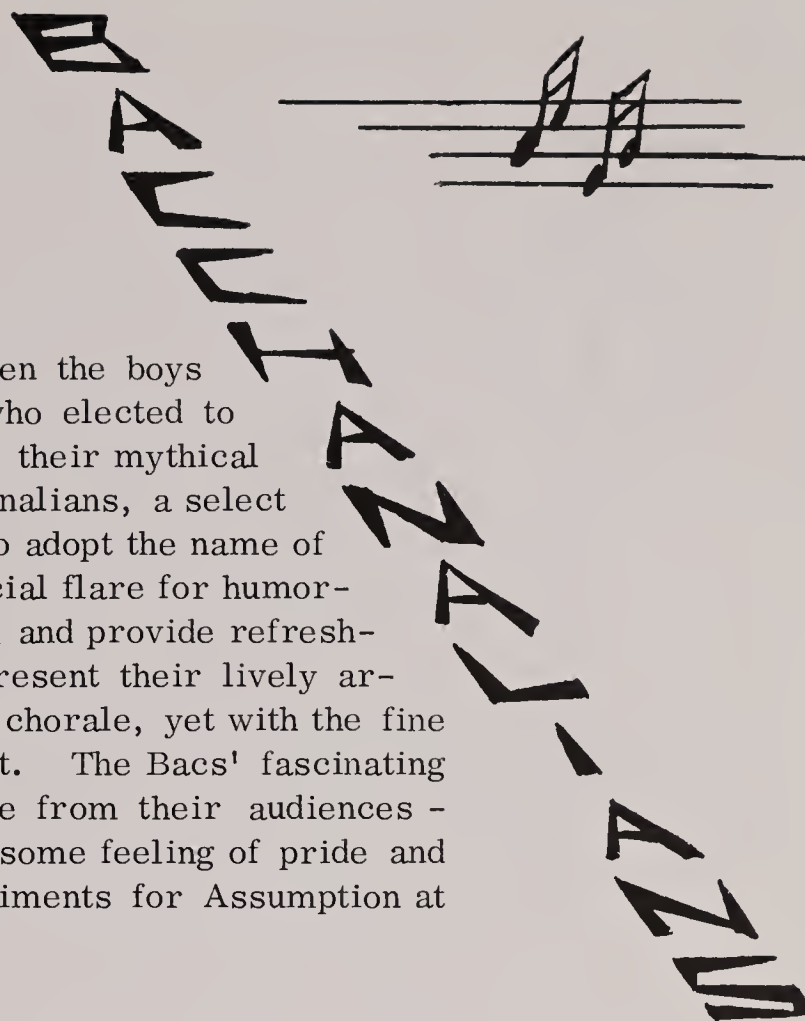 BACCHANALIANS
en the boys
who elected to
their mythical
nalians, a select
o adopt the name of
cial flare for humor-
and provide refresh-
resent their lively ar-
chorale, yet with the fine
t. The Bacs' fascinating
e from their audiences -
some feeling of pride and
iments for Assumption at